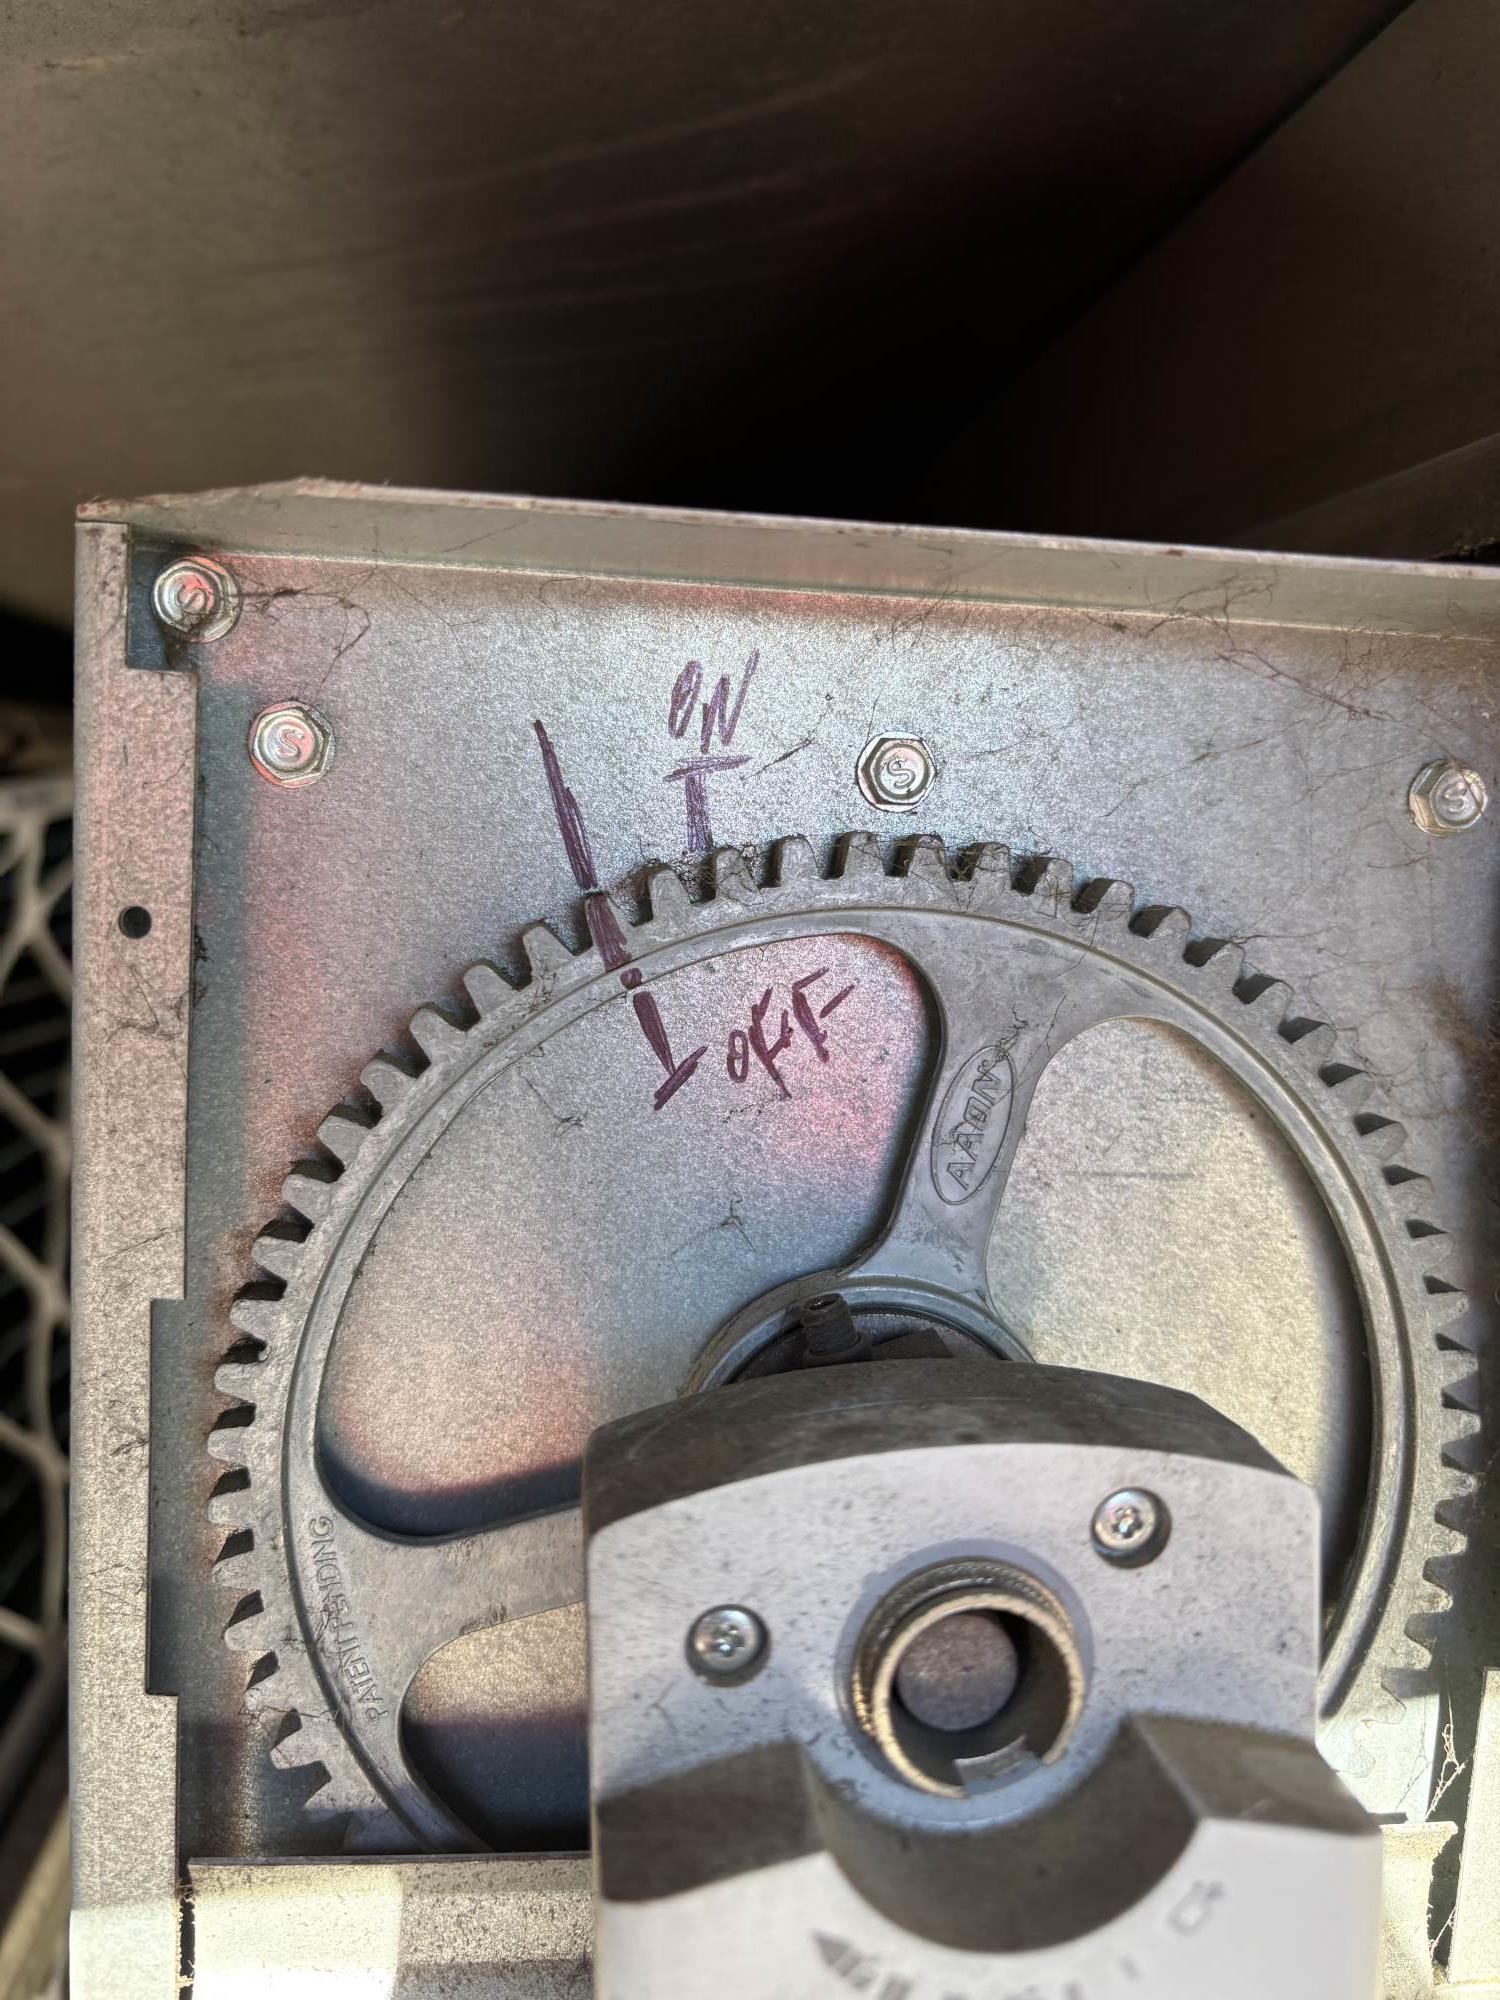 ON
OFF
AAON
PATENT PENDING
S
S
S
S